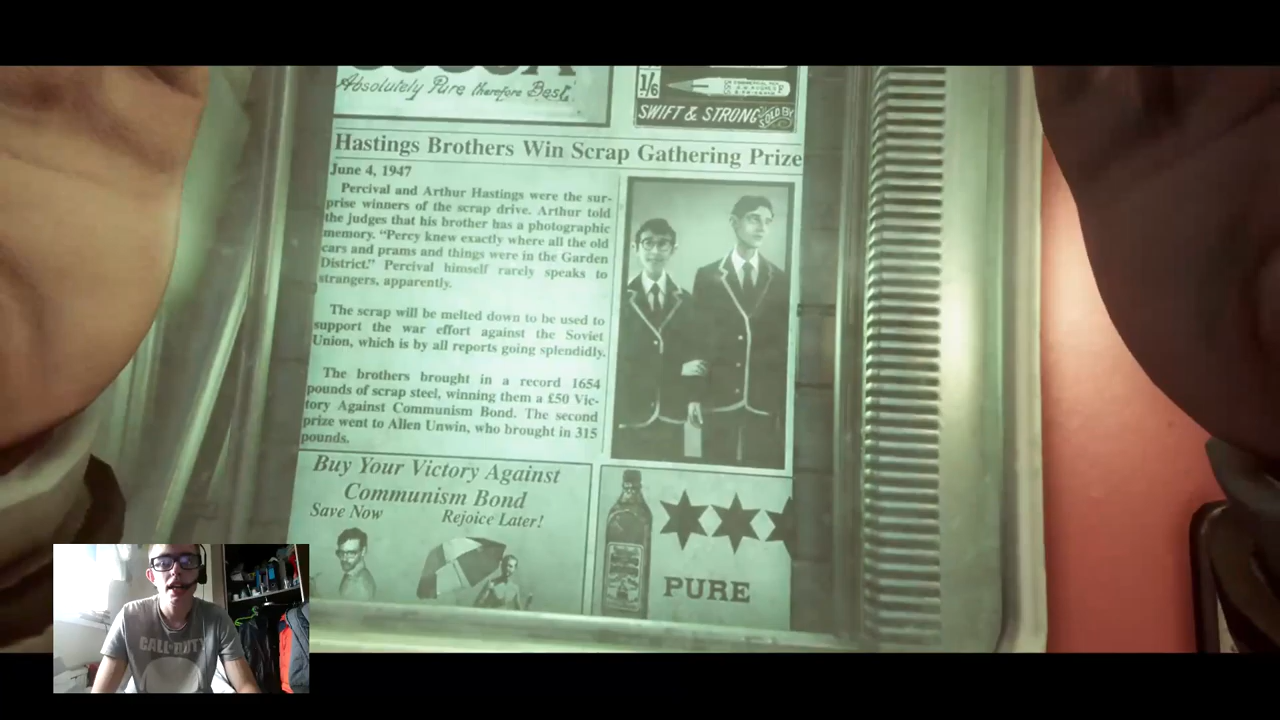 Absolutely Pure therefore Best
1/6
SWIFT & STRONG
SOLD BY
Hastings Brothers Win Scrap Gathering Prize
June 4, 1947
Percival and Arthur Hastings were the sur-
prise winners of the scrap drive. Arthur told
the judges that his brother has a photographic
memory. “Percy knew exactly where all the old
cars and prams and things were in the Garden
District.” Percival himself rarely speaks to
strangers, apparently.
The scrap will be melted down to be used to
support the war effort against the Soviet
Union, which is by all reports going splendidly.
The brothers brought in a record 1654
pounds of scrap steel, winning them a £50 Vic-
tory Against Communism Bond. The second
prize went to Allen Unwin, who brought in 315
pounds.
Buy Your Victory Against
Communism Bond
Save Now
Rejoice Later!
PURE
CALL OF DUTY